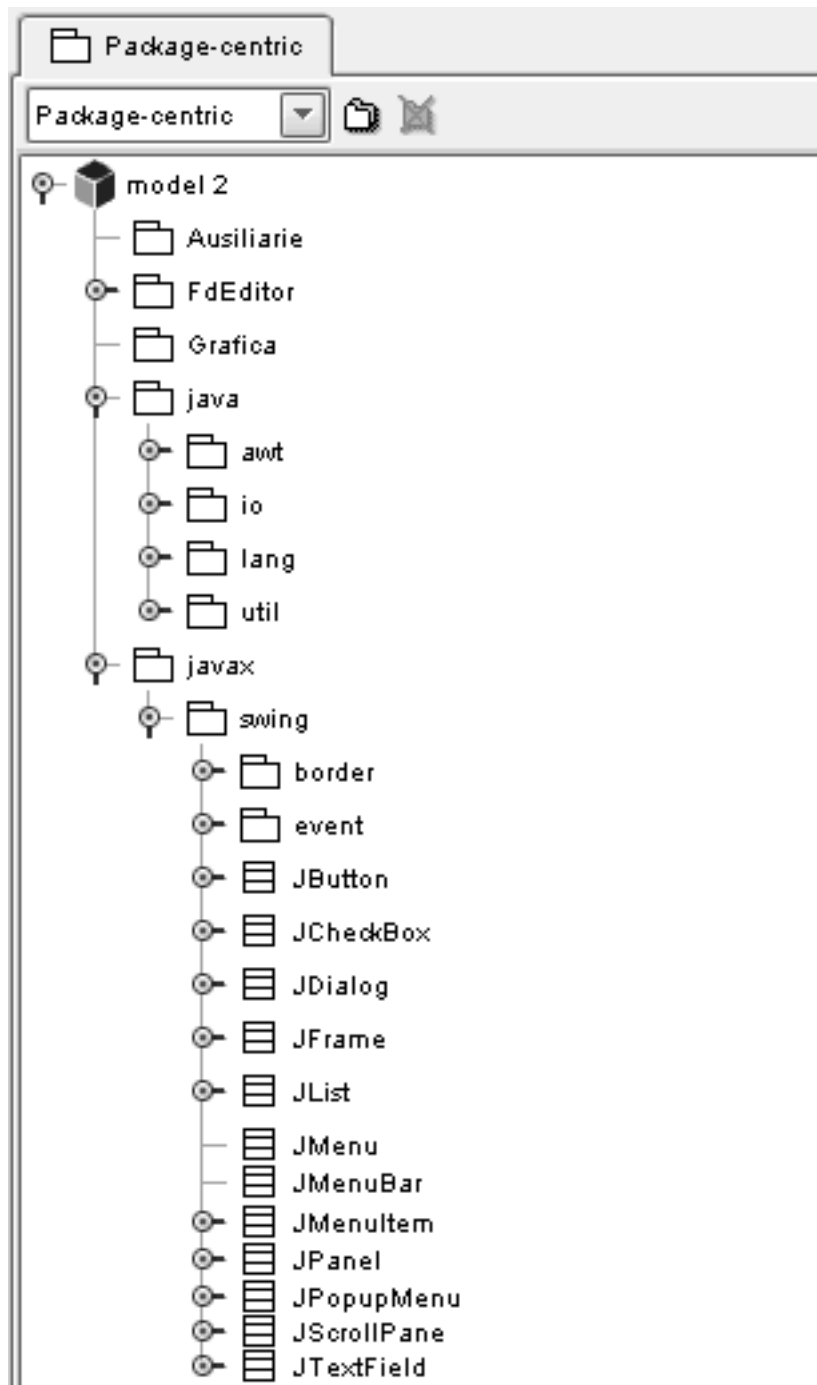 Package-centric
Package-centric
model 2
Ausiliarie
FdEditor
Grafica
java
awt
io
lang
util
javax
swing
border
event
JButton
JCheckBox
JDialog
JFrame
JList
JMenu
JMenuBar
JMenuItem
JPanel
JPopupMenu
JScrollPane
JTextField